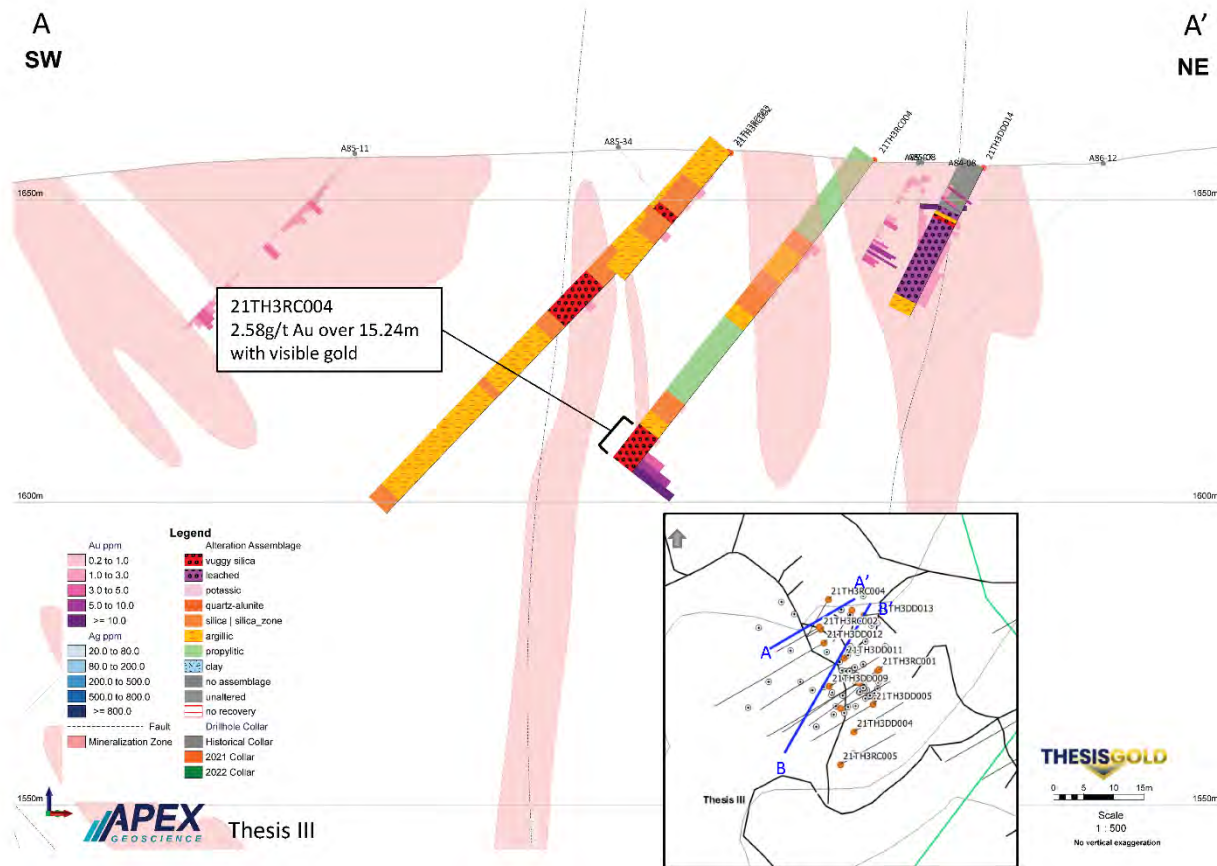 A
SW
A'
NE
A85-11
A85-34
21TH3RC002
21TH3RC004
A84-08
21TH3DD014
A86-12
1650m
1650m
21TH3RC004
2.58g/t Au over 15.24m
with visible gold
1600m
1600m
Legend
Au ppm
0.2 to 1.0
1.0 to 3.0
3.0 to 5.0
5.0 to 10.0
>= 10.0
Ag ppm
20.0 to 80.0
80.0 to 200.0
200.0 to 500.0
500.0 to 800.0
>= 800.0
Fault
Mineralization Zone
Alteration Assemblage
vuggy silica
leached
potassic
quartz-alunite
silica | silica_zone
argillic
propylitic
clay
no assemblage
unaltered
no recovery
Drillhole Collar
Historical Collar
2021 Collar
2022 Collar
21TH3RC004
A'
B'
21TH3DD013
21TH3RC002
21TH3DD012
A
21TH3DD011
21TH3RC001
21TH3DD009
21TH3DD005
21TH3DD004
B
21TH3RC005
Thesis III
THESISGOLD
0 5 10 15m
Scale
1 : 500
No vertical exaggeration
1550m
1550m
APEX
GEOSCIENCE
Thesis III